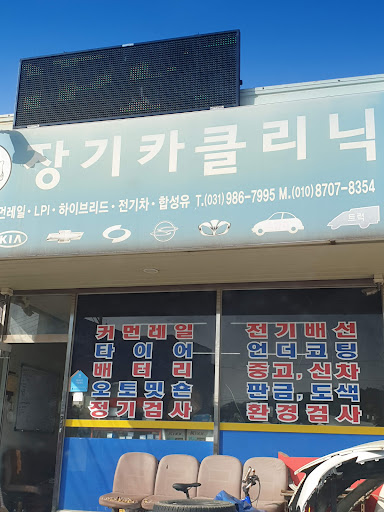 장기카클리닉
먼레일 · LPI · 하이브리드 · 전기차 · 합성유 T.(031)986-7995 M.(010)8707-8354
KIA
트럭
커먼레일
타이어
배터리
오토밋숀
정기검사
전기배선
언더코팅
중고, 신차
판금, 도색
환경검사